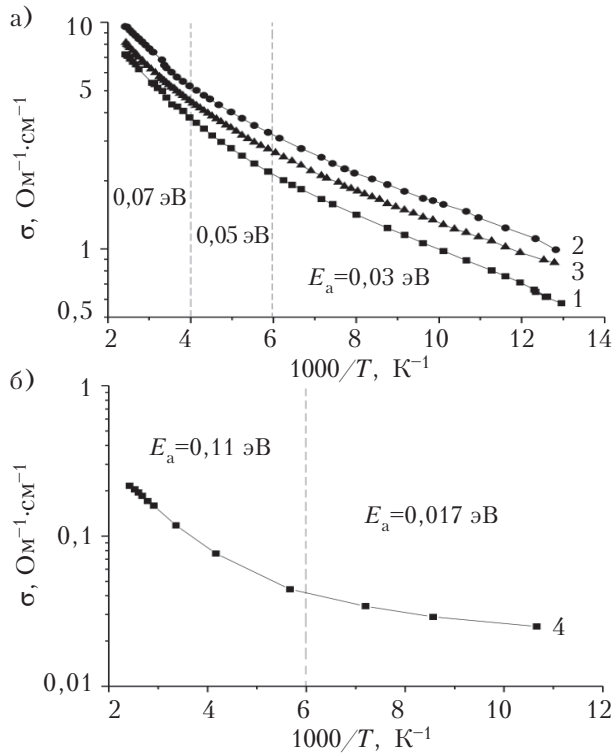 а)
σ, Ом⁻¹·см⁻¹
10
5
1
0,5
0,07 эВ
0,05 эВ
Eₐ=0,03 эВ
2
3
1
2 4 6 8 10 12 14
1000/T, К⁻¹
б)
σ, Ом⁻¹·см⁻¹
1
0,1
0,01
Eₐ=0,11 эВ
Eₐ=0,017 эВ
4
2 4 6 8 10 12
1000/T, К⁻¹